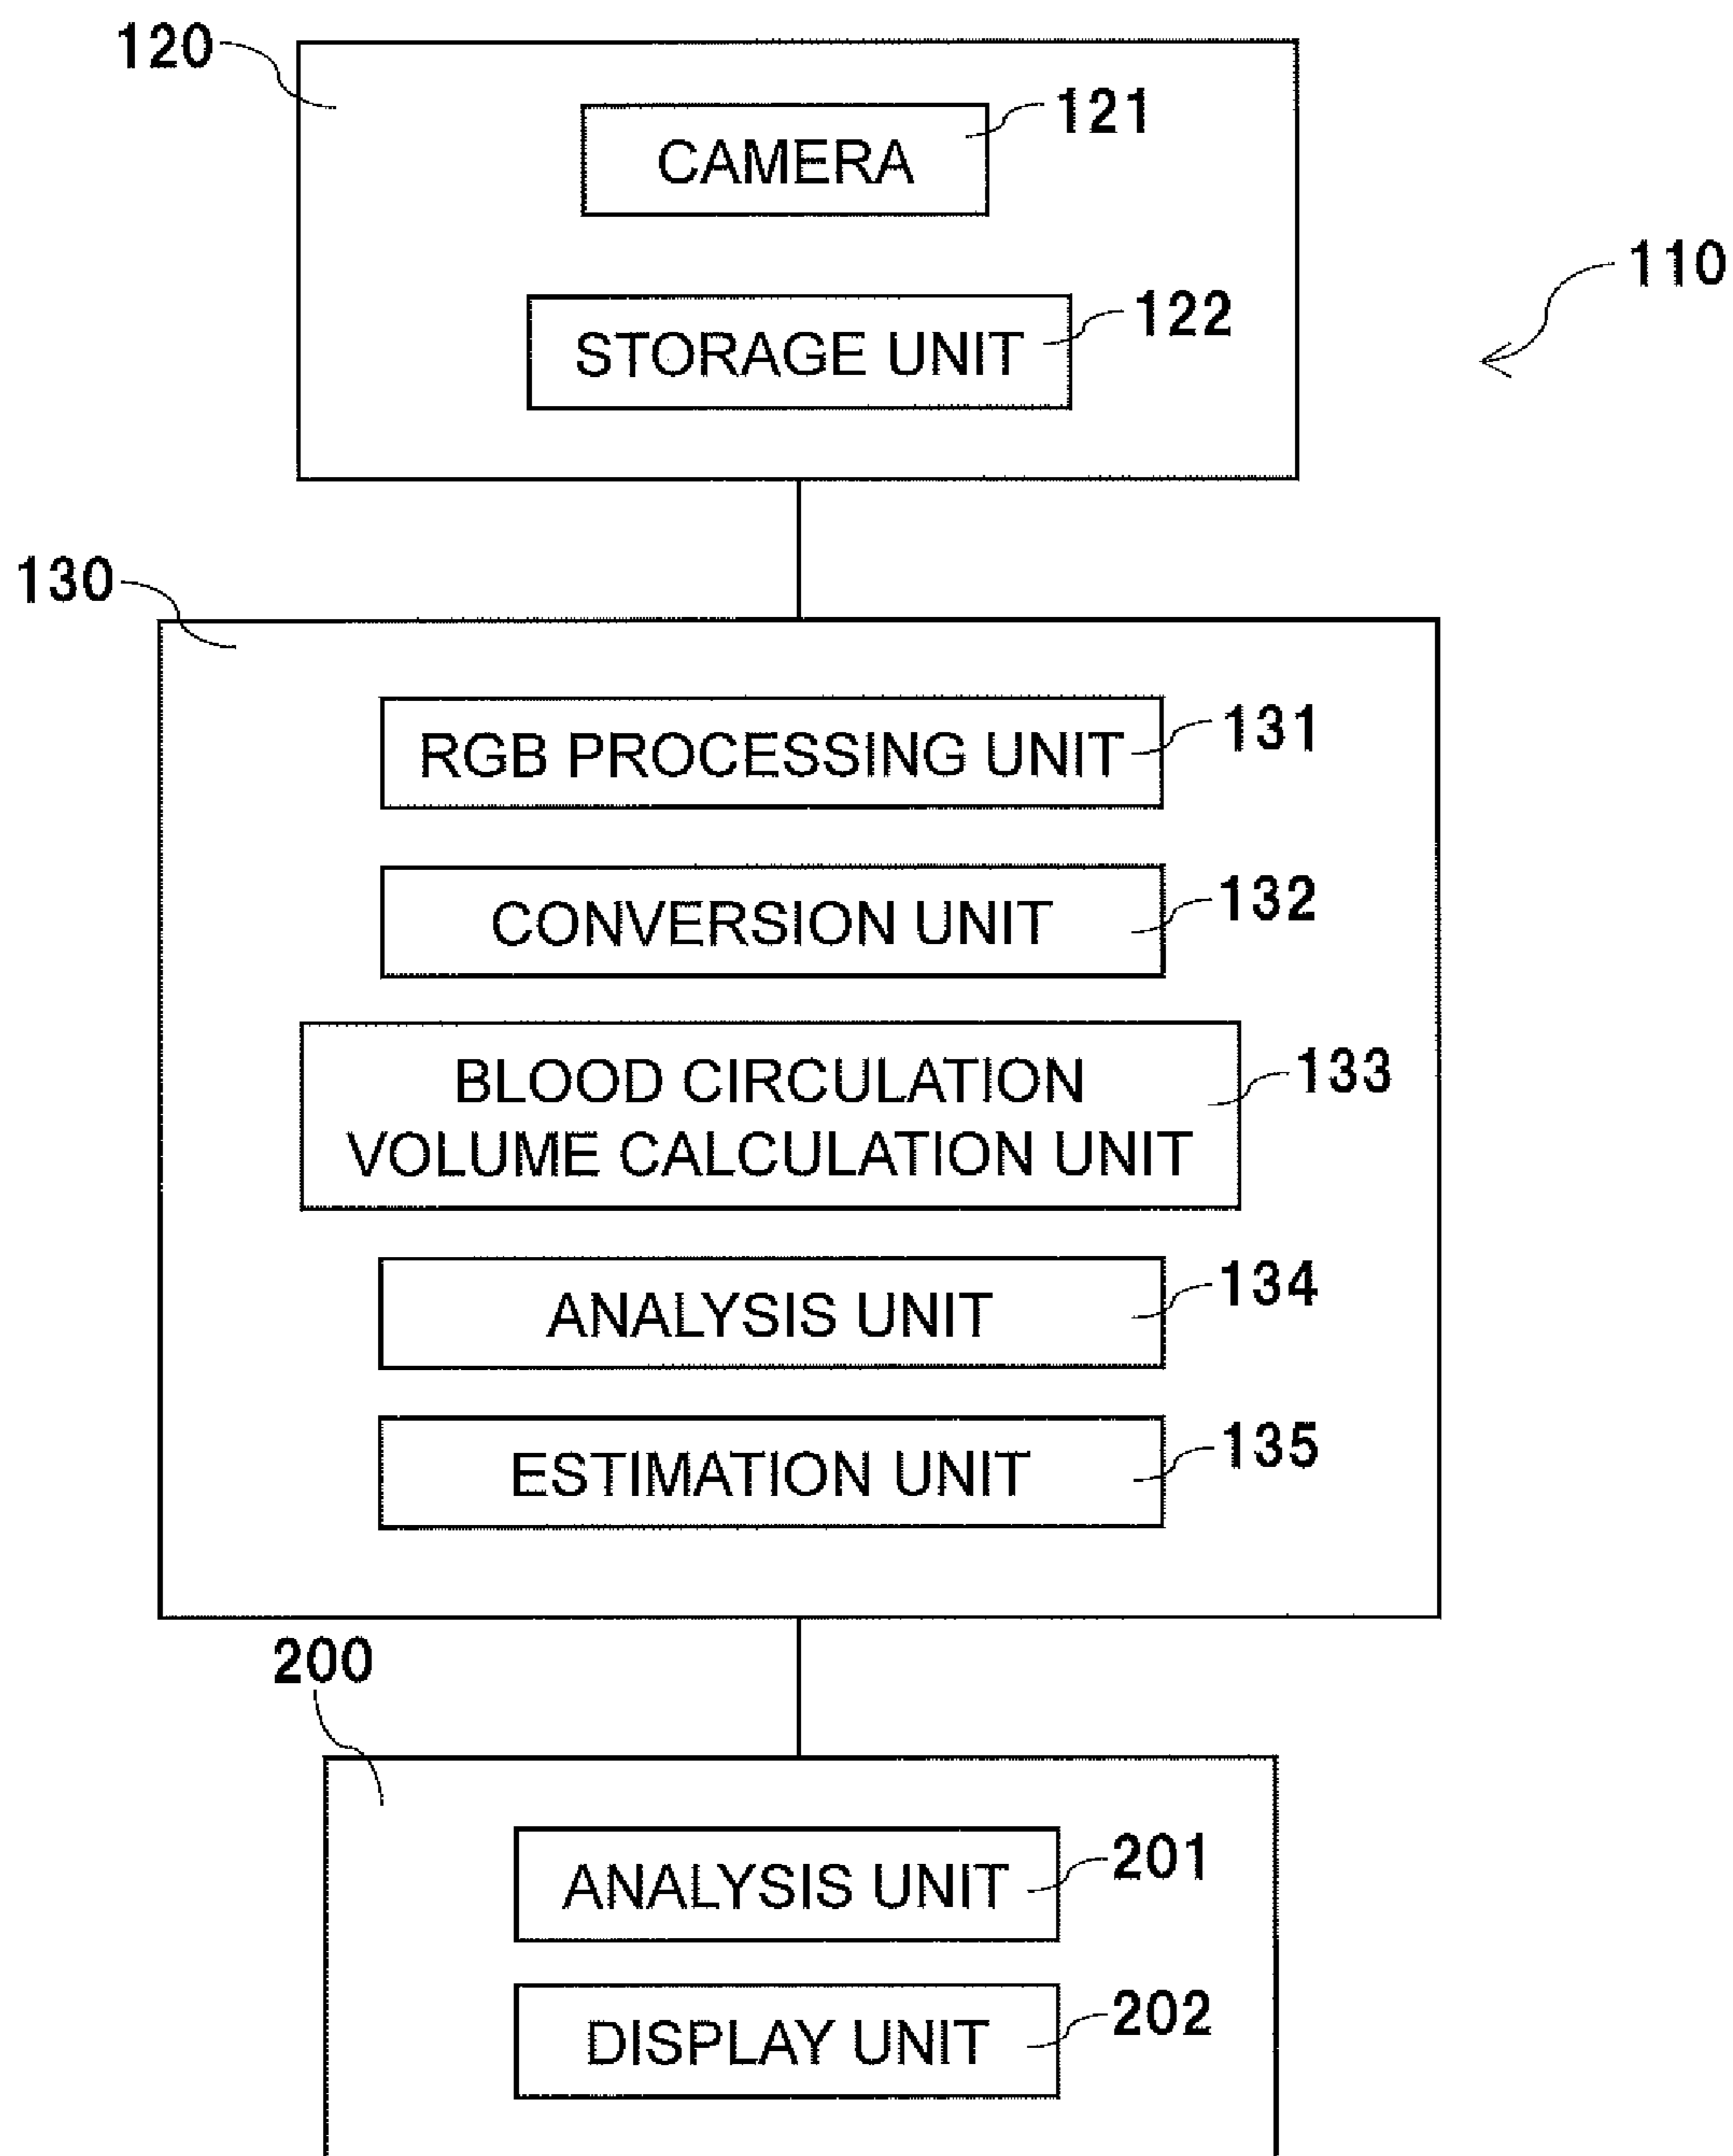 120
CAMERA
121
110
STORAGE UNIT
122
130
RGB PROCESSING UNIT
131
CONVERSION UNIT
132
BLOOD CIRCULATION
VOLUME CALCULATION UNIT
133
ANALYSIS UNIT
134
ESTIMATION UNIT
135
200
ANALYSIS UNIT
201
DISPLAY UNIT
202